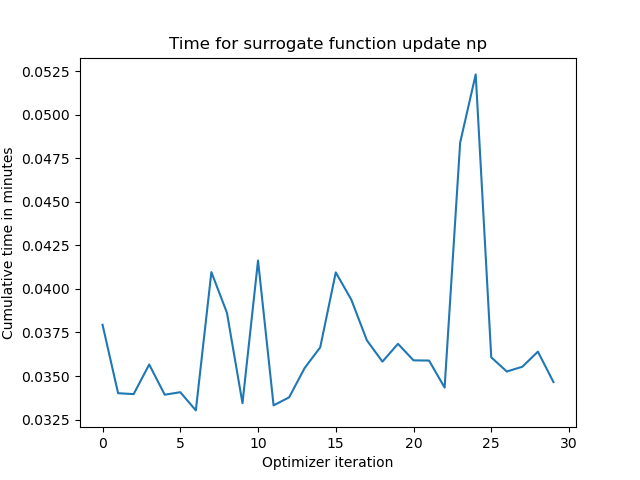 Time for surrogate function update np
Cumulative time in minutes
0.0525
0.0500
0.0475
0.0450
0.0425
0.0400
0.0375
0.0350
0.0325
0 5 10 15 20 25 30
Optimizer iteration